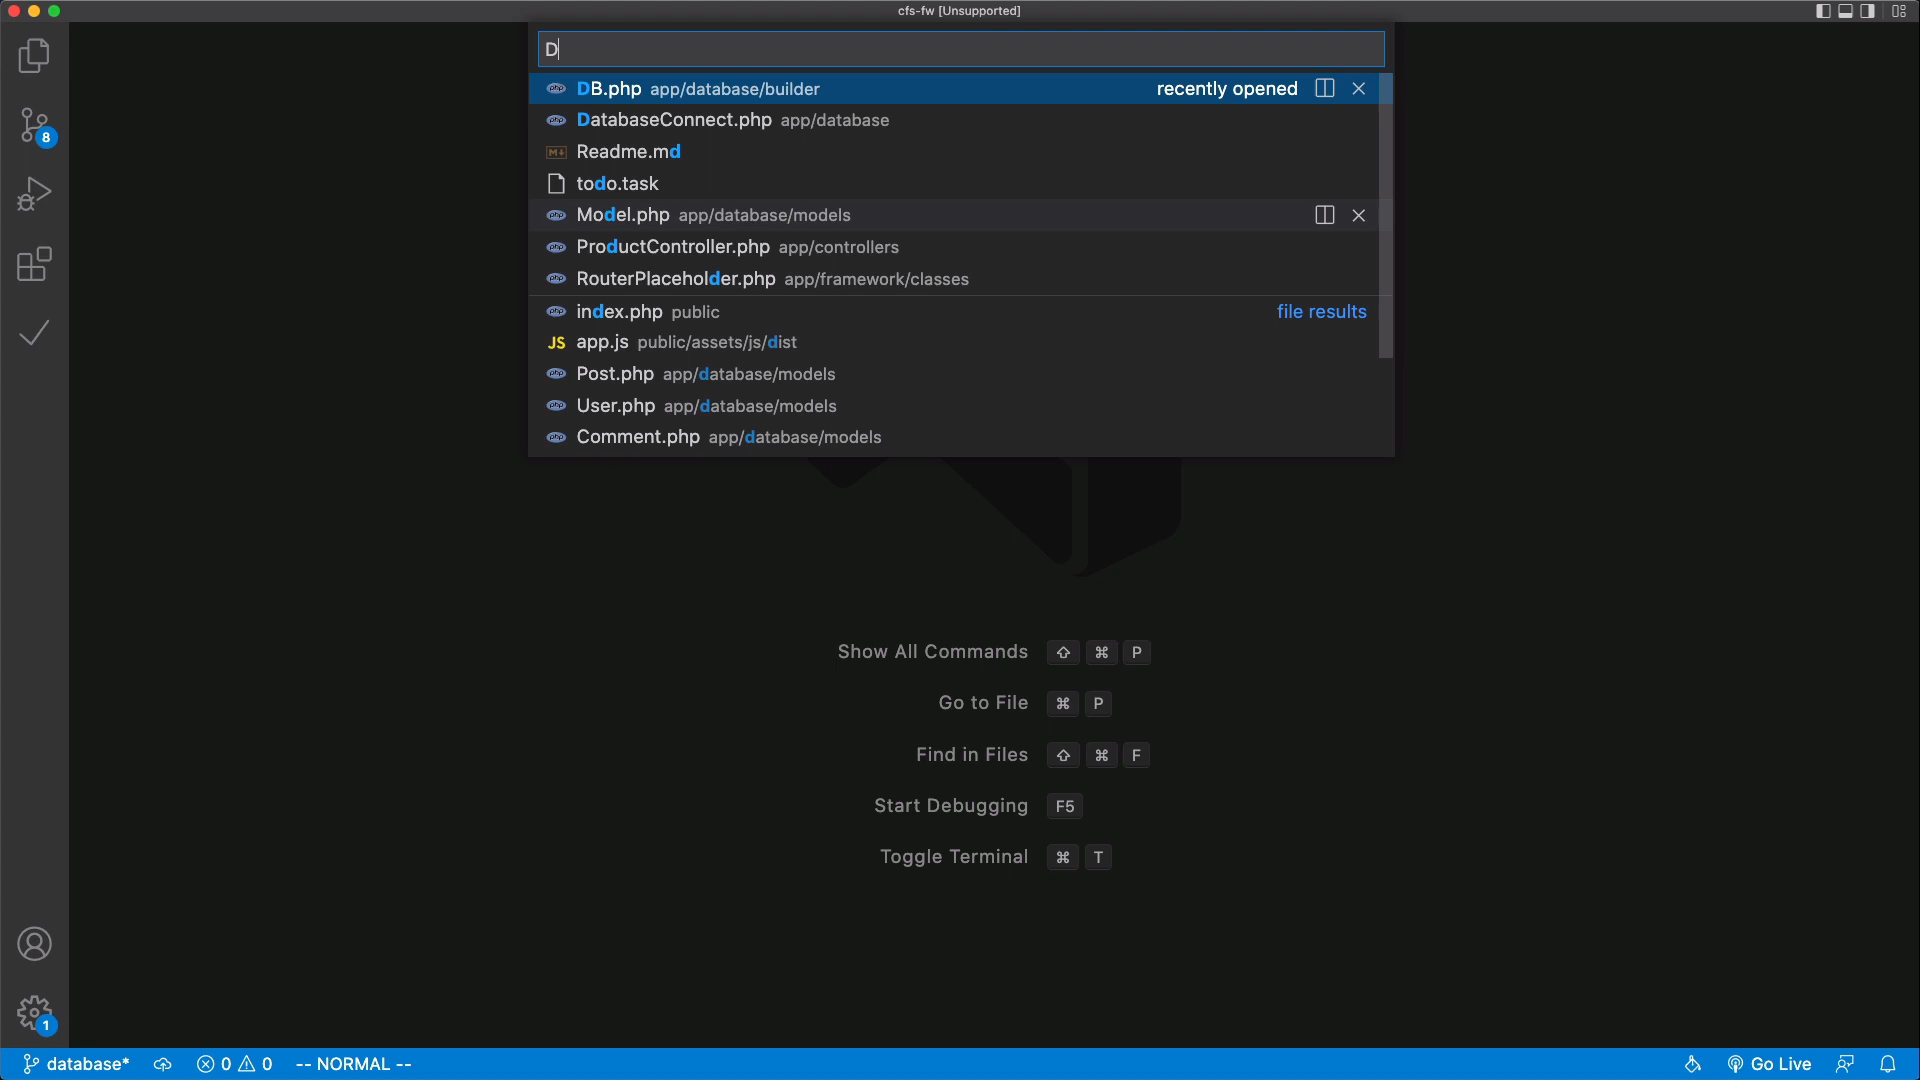 cfs-fw [Unsupported]
D
DB.php app/database/builder recently opened
DatabaseConnect.php app/database
Readme.md
todo.task
Model.php app/database/models
ProductController.php app/controllers
RouterPlaceholder.php app/framework/classes
index.php public file results
JS app.js public/assets/js/dist
Post.php app/database/models
User.php app/database/models
Comment.php app/database/models
8
Show All Commands ⇧ ⌘ P
Go to File ⌘ P
Find in Files ⇧ ⌘ F
Start Debugging F5
Toggle Terminal ⌘ T
1
database* 0 0 -- NORMAL -- Go Live